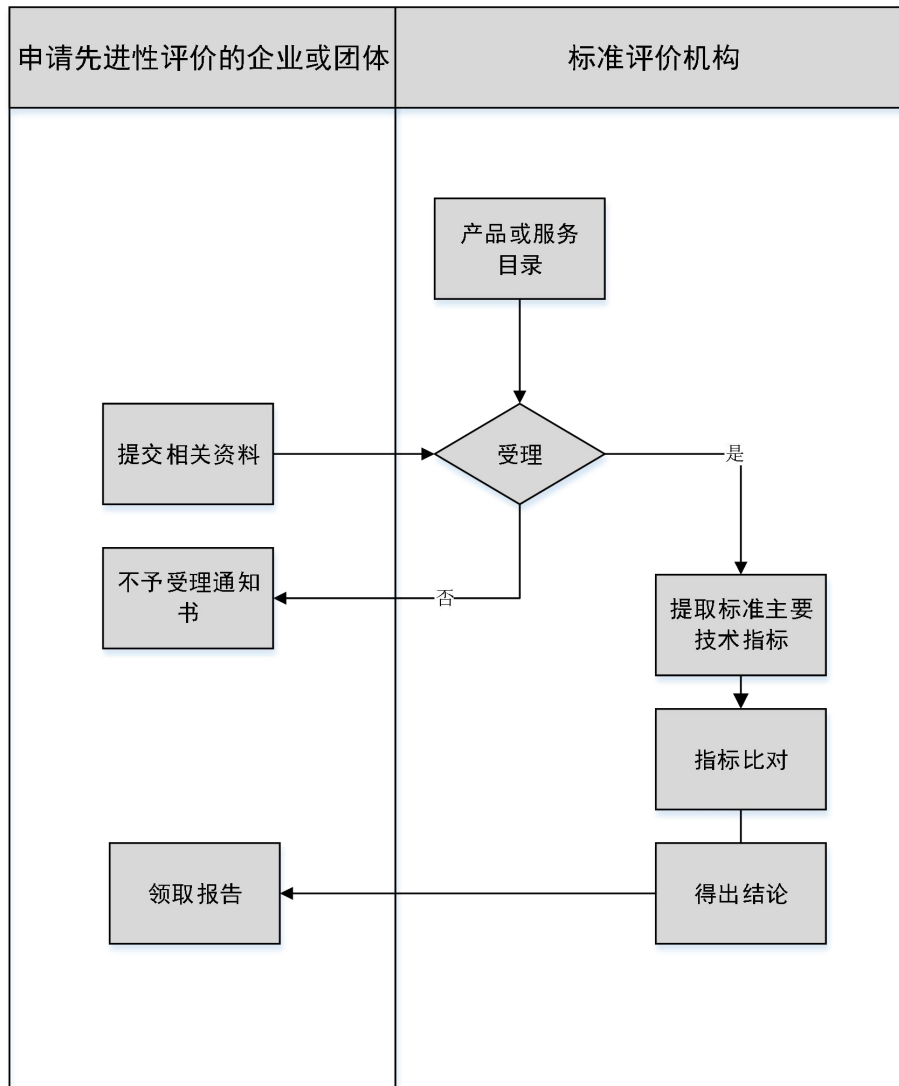 申请先进性评价的企业或团体
标准评价机构
产品或服务
目录
提交相关资料
受理
是
不予受理通知
书
否
提取标准主要
技术指标
指标比对
领取报告
得出结论